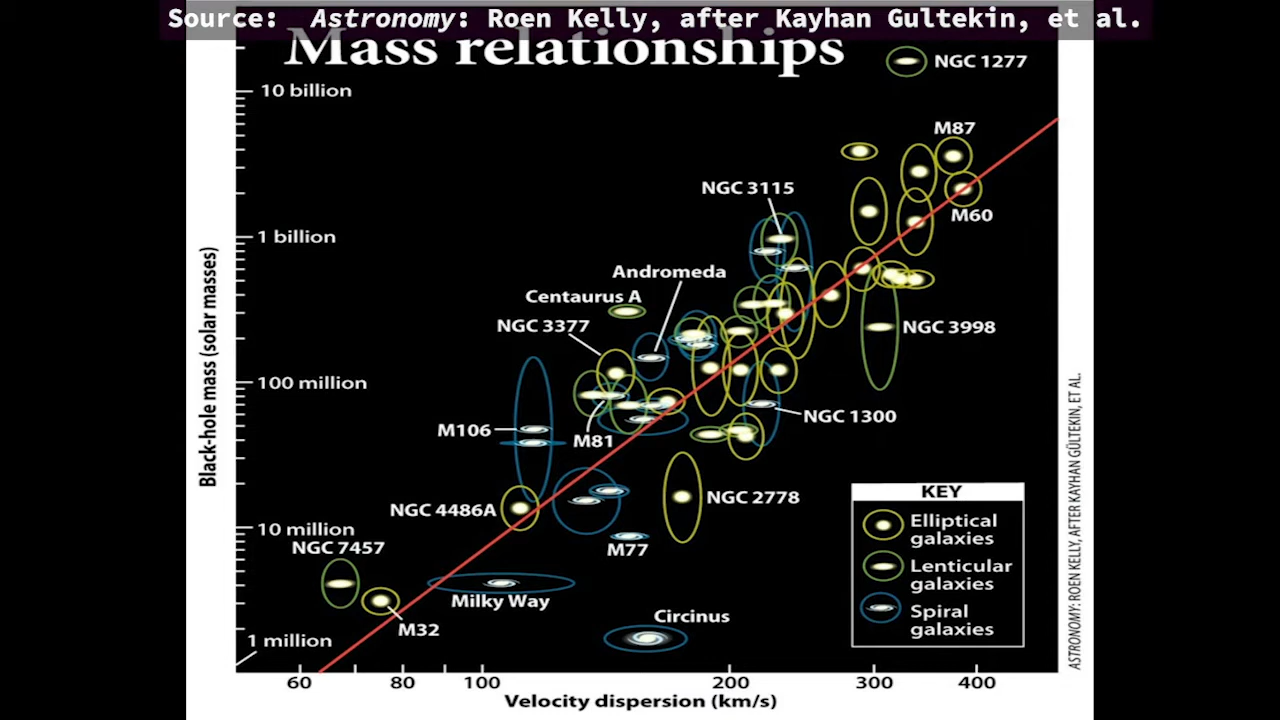 Source: Astronomy: Roen Kelly, after Kayhan Gultekin, et al.
Mass relationships
NGC 1277
10 billion
M87
NGC 3115
M60
1 billion
Andromeda
Centaurus A
NGC 3377
NGC 3998
100 million
NGC 1300
M106
M81
NGC 2778
NGC 4486A
10 million
NGC 7457
M77
Milky Way
M32
Circinus
1 million
KEY
Elliptical
galaxies
Lenticular
galaxies
Spiral
galaxies
60 80 100 200 300 400
Velocity dispersion (km/s)
Black-hole mass (solar masses)
ASTRONOMY: ROEN KELLY, AFTER KAYHAN GÜLTEKIN, ET AL.